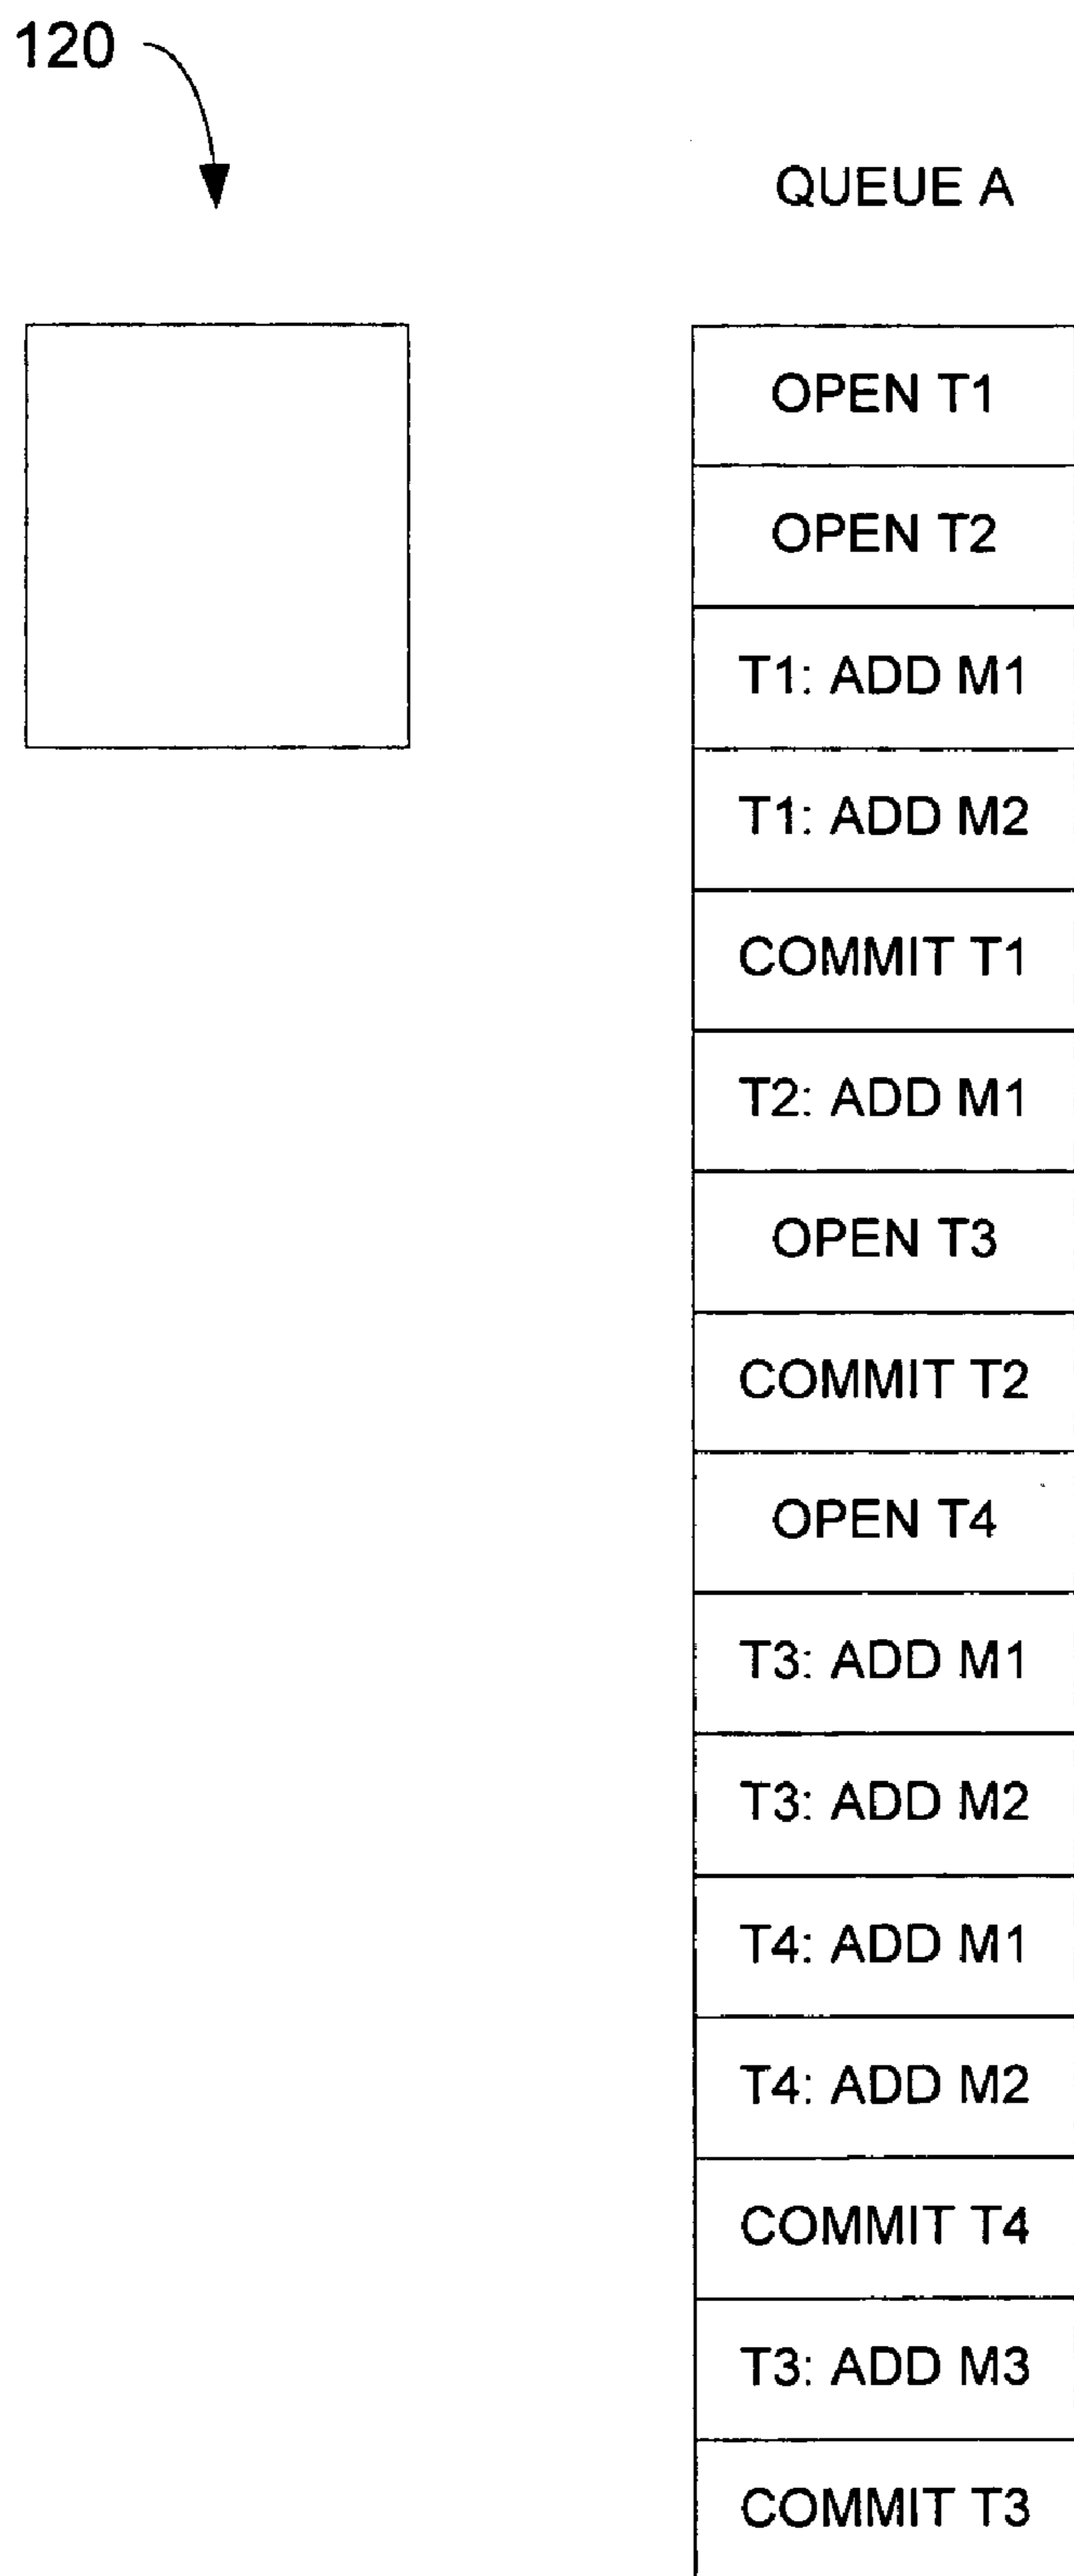 120
QUEUE A
OPEN T1
OPEN T2
T1: ADD M1
T1: ADD M2
COMMIT T1
T2: ADD M1
OPEN T3
COMMIT T2
OPEN T4
T3: ADD M1
T3: ADD M2
T4: ADD M1
T4: ADD M2
COMMIT T4
T3: ADD M3
COMMIT T3